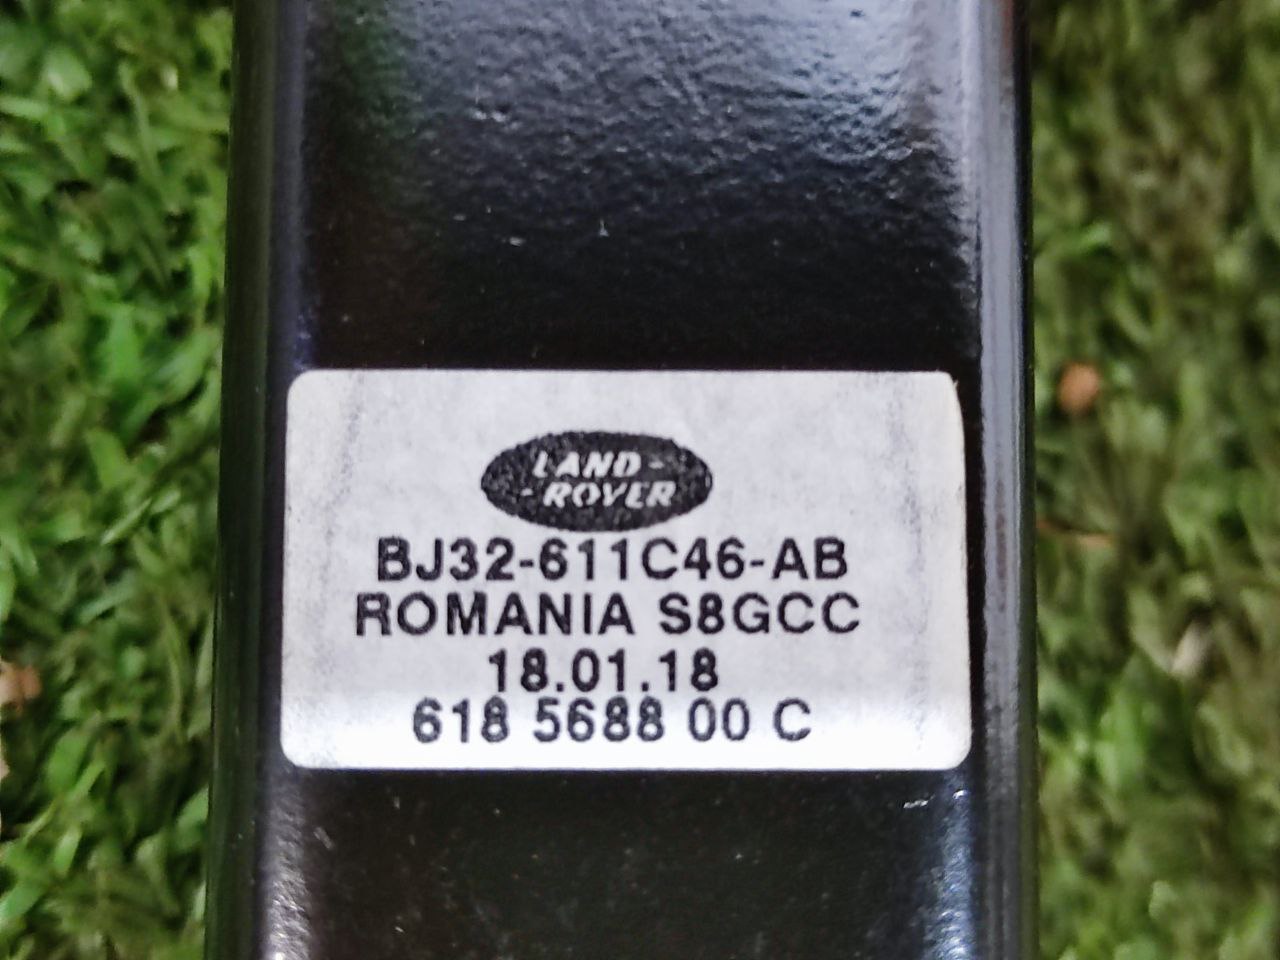 LAND-
-ROVER
BJ32-611C46-AB
ROMANIA S8GCC
18.01.18
618 5688 00 C